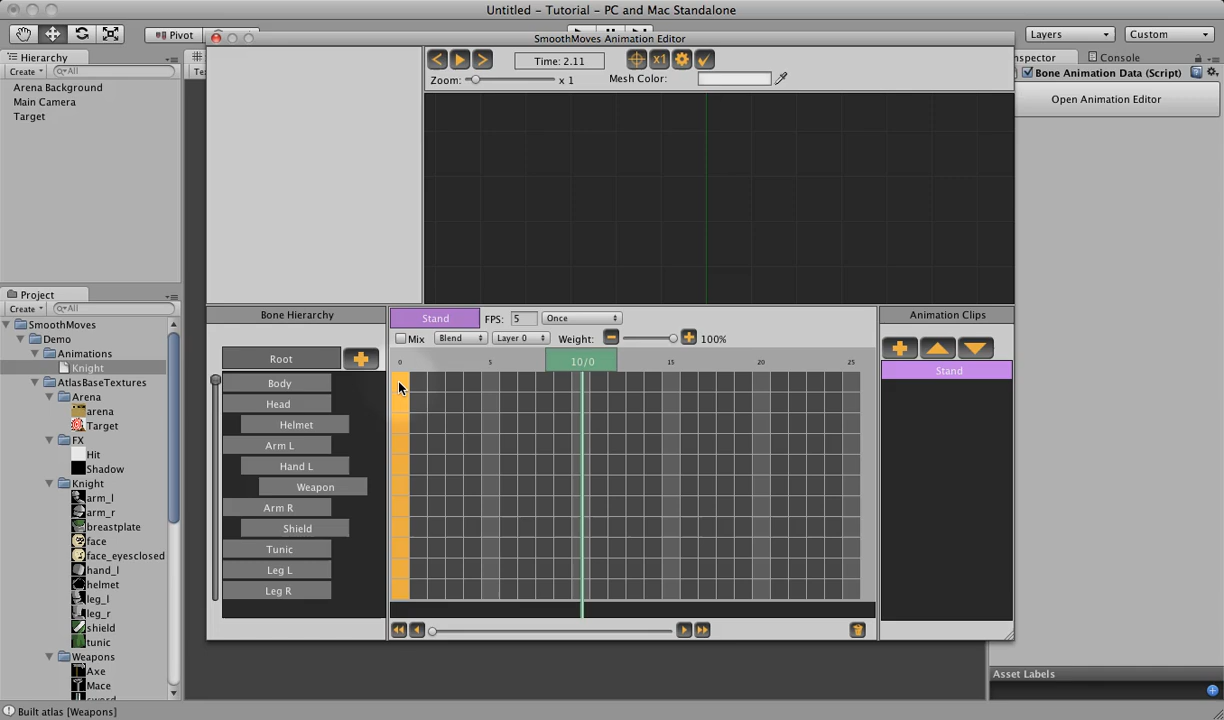 Untitled - Tutorial - PC and Mac Standalone
Pivot
Layers
Custom
Hierarchy
Create
All
Arena Background
Main Camera
Target
SmoothMoves Animation Editor
Time: 2.11
x1
Zoom:
x 1
Mesh Color:
nspector
Console
Bone Animation Data (Script)
Open Animation Editor
Project
Create
All
SmoothMoves
Demo
Animations
Knight
AtlasBaseTextures
Arena
arena
Target
FX
Hit
Shadow
Knight
arm_l
arm_r
breastplate
face
face_eyesclosed
hand_l
helmet
leg_l
leg_r
shield
tunic
Weapons
Axe
Mace
Bone Hierarchy
Root
Body
Head
Helmet
Arm L
Hand L
Weapon
Arm R
Shield
Tunic
Leg L
Leg R
Stand
FPS: 5
Once
Mix
Blend
Layer 0
Weight:
100%
0 5 10/0 15 20 25
Animation Clips
Stand
Asset Labels
Built atlas [Weapons]